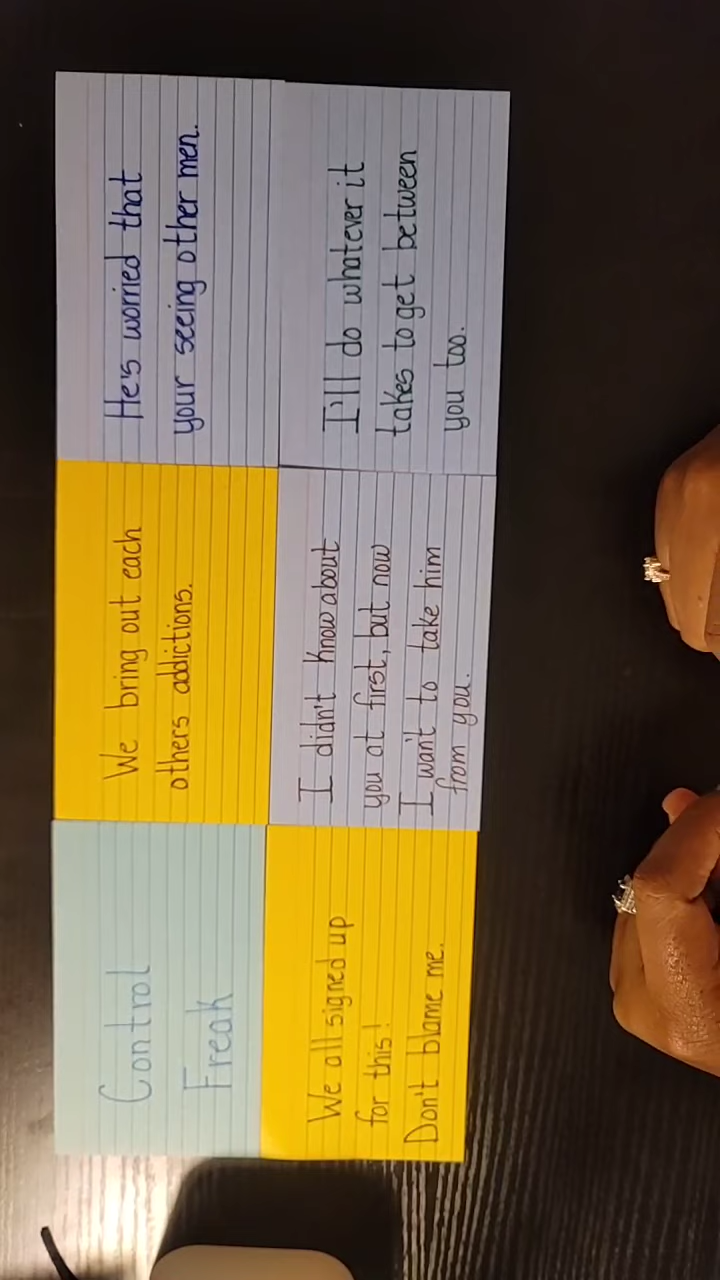 Control
Freak
We bring out each
others addictions.
He's worried that
your seeing other men.
We all signed up
for this!
Don't blame me.
I didn't know about
you at first, but now
I wan't to take him
from you.
I'll do whatever it
takes to get between
you too.